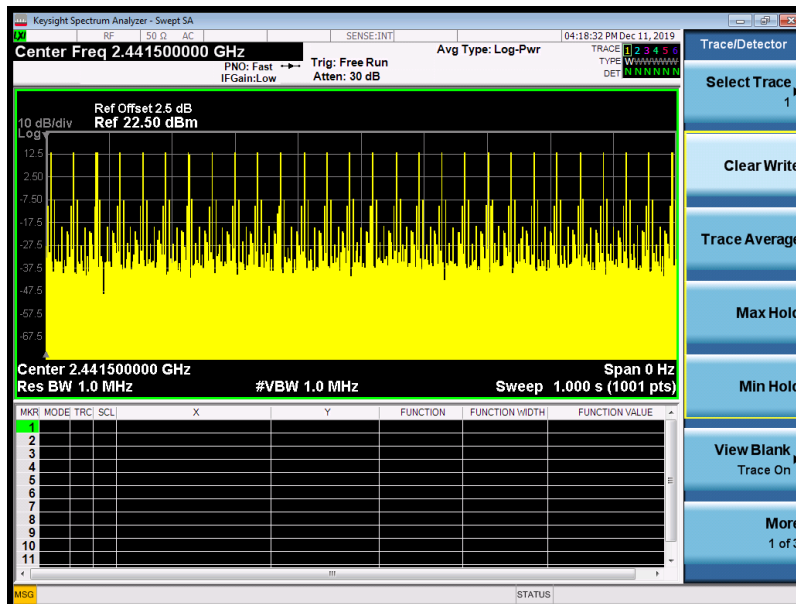 Keysight Spectrum Analyzer - Swept SA
LXI RF 50 Ω AC SENSE:INT 04:18:32 PM Dec 11, 2019
Center Freq 2.441500000 GHz
PNO: Fast
IFGain:Low
Trig: Free Run
Atten: 30 dB
Avg Type: Log-Pwr
TRACE 1 2 3 4 5 6
TYPE WWWWWW
DET N N N N N N
Ref Offset 2.5 dB
10 dB/div Ref 22.50 dBm
Log
12.5
2.50
-7.50
-17.5
-27.5
-37.5
-47.5
-57.5
-67.5
Center 2.441500000 GHz Span 0 Hz
Res BW 1.0 MHz #VBW 1.0 MHz Sweep 1.000 s (1001 pts)
MKR MODE TRC SCL X Y FUNCTION FUNCTION WIDTH FUNCTION VALUE
1
2
3
4
5
6
7
8
9
10
11
MSG STATUS
Trace/Detector
Select Trace
1
Clear Write
Trace Average
Max Hold
Min Hold
View Blank
Trace On
More
1 of 3